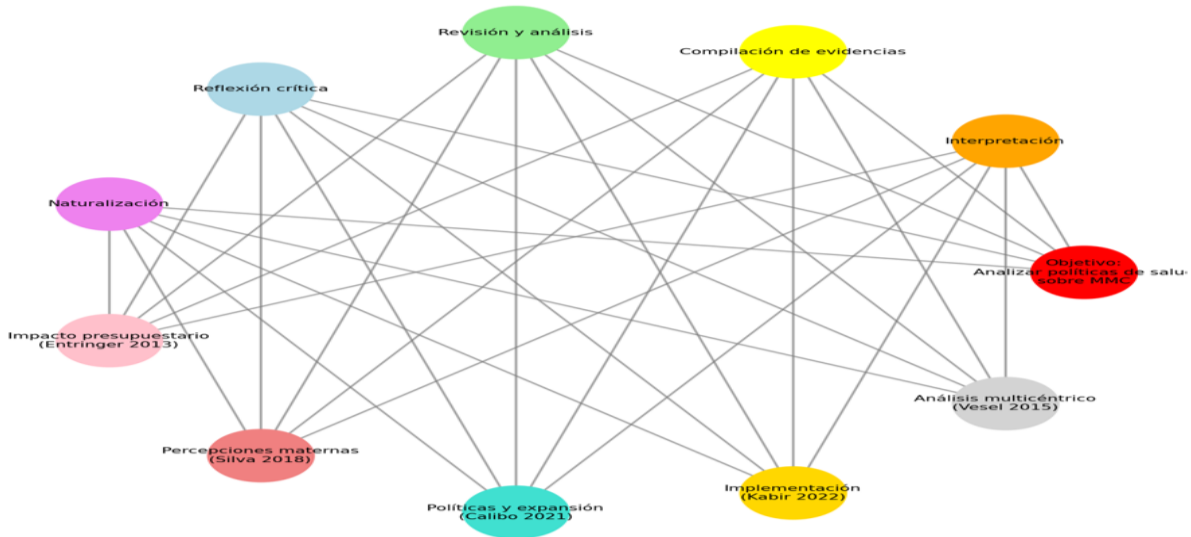 Revisión y análisis
Compilación de evidencias
Reflexión crítica
Interpretación
Naturalización
Objetivo:
Analizar políticas de salu
sobre MMC
Impacto presupuestario
(Entringer 2013)
Análisis multicéntrico
(Vesel 2015)
Percepciones maternas
(Silva 2018)
Implementación
(Kabir 2022)
Políticas y expansión
(Calibo 2021)